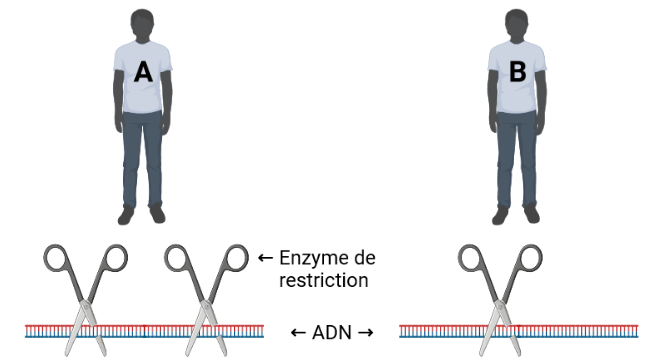 A
B
← Enzyme de
restriction
← ADN →